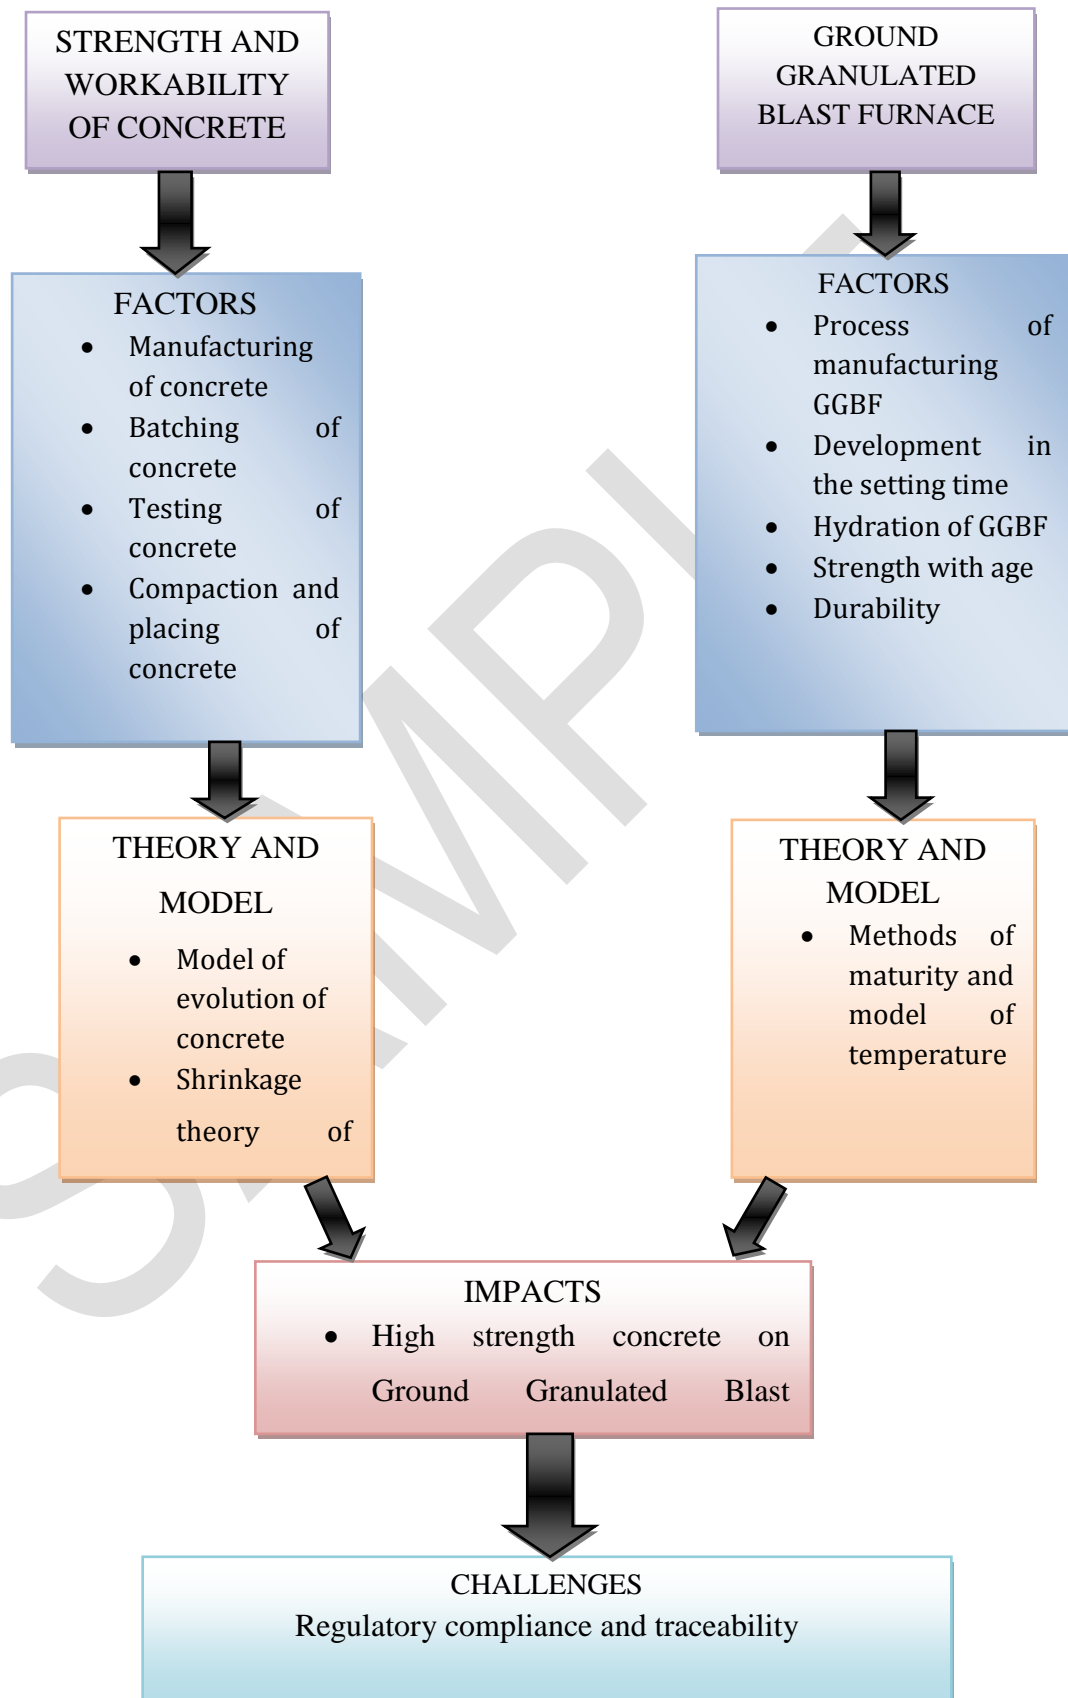 STRENGTH AND
WORKABILITY
OF CONCRETE
GROUND
GRANULATED
BLAST FURNACE
FACTORS
• Manufacturing
of concrete
• Batching of
concrete
• Testing of
concrete
• Compaction and
placing of
concrete
FACTORS
• Process of
manufacturing
GGBF
• Development in
the setting time
• Hydration of GGBF
• Strength with age
• Durability
THEORY AND
MODEL
• Model of
evolution of
concrete
• Shrinkage
theory of
THEORY AND
MODEL
• Methods of
maturity and
model of
temperature
IMPACTS
• High strength concrete on
Ground Granulated Blast
CHALLENGES
Regulatory compliance and traceability
SAMPLE